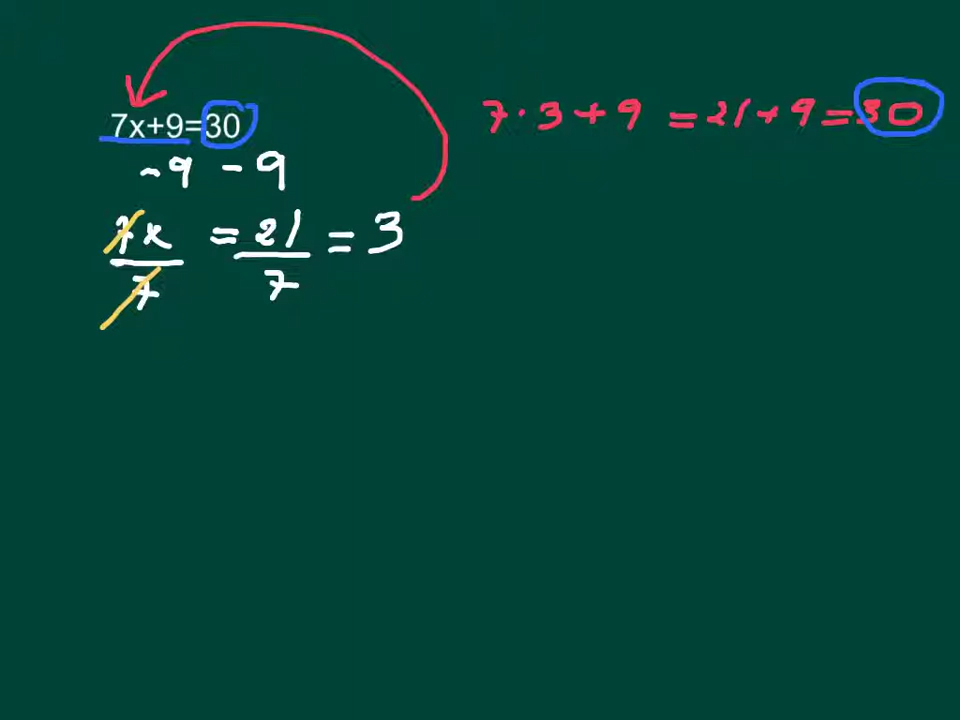 7x+9=30
7·3+9 =21+9=30
-9 -9
7x = 21 = 3
7 7